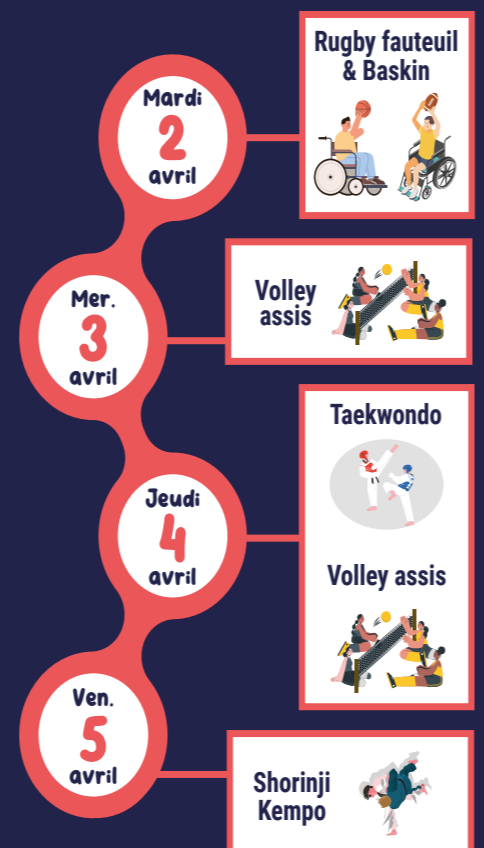 Mardi
2
avril
Rugby fauteuil
& Baskin
Mer.
3
avril
Volley
assis
Jeudi
4
avril
Taekwondo
Volley assis
Ven.
5
avril
Shorinji
Kempo